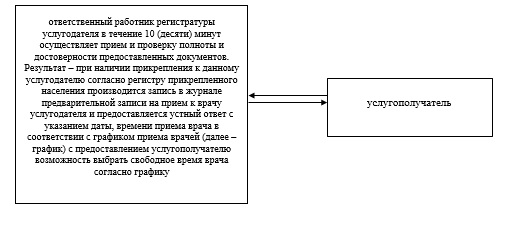 ответственный работник регистратуры
услугодателя в течение 10 (десяти) минут
осуществляет прием и проверку полноты и
достоверности предоставленных документов.
Результат – при наличии прикрепления к данному
услугодателю согласно регистру прикрепленного
населения производится запись в журнале
предварительной записи на прием к врачу
услугодателя и предоставляется устный ответ с
указанием даты, времени приема врача в
соответствии с графиком приема врачей (далее –
график) с предоставлением услугополучателю
возможность выбрать свободное время врача
согласно графику
услугополучатель